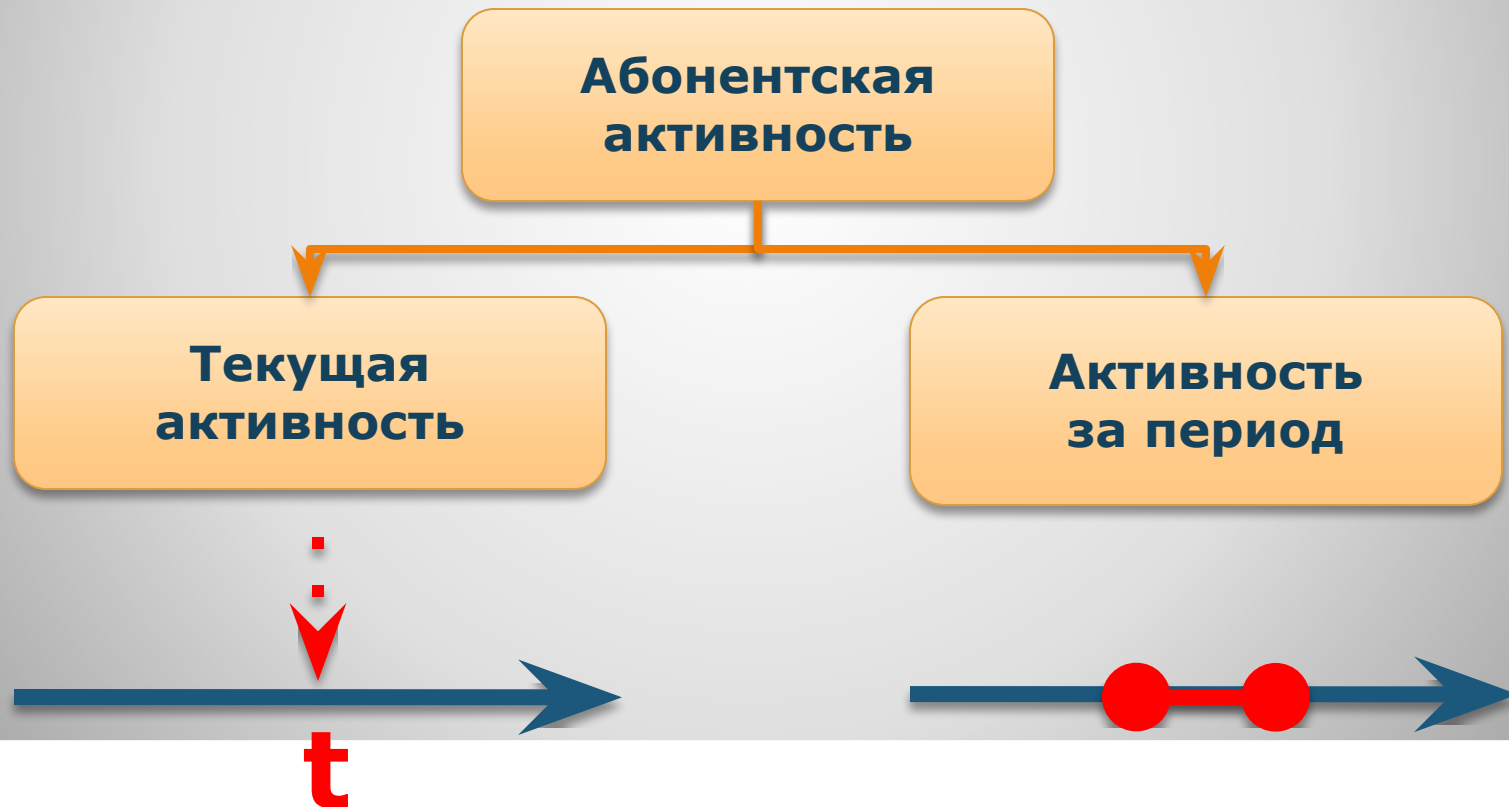 Абонентская
активность
Текущая
активность
Активность
за период
t